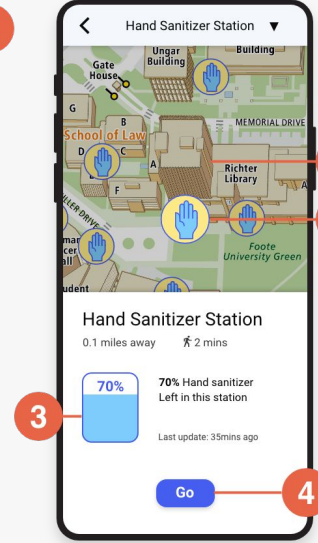 Hand Sanitizer Station ▼
Ungar
Building
Building
Gate
House
G
B
MEMORIAL DRIVE
School of Law
D
C
A
Richter
Library
A
F
LLER DRIVE
Foote
University Green
Hand Sanitizer Station
0.1 miles away
2 mins
70%
70% Hand sanitizer
Left in this station
3
Last update: 35mins ago
Go
4